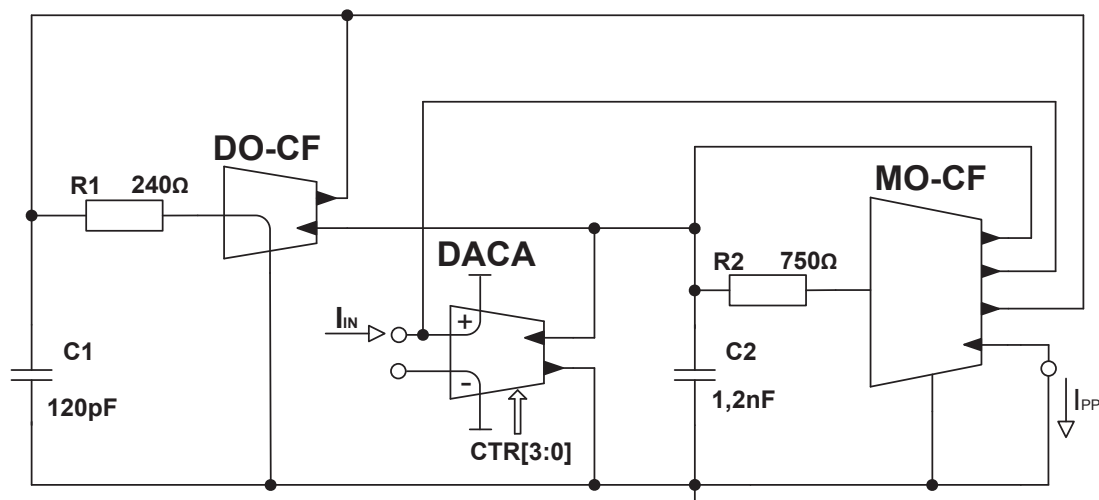 DO-CF
R1 240Ω
MO-CF
DACA
R2 750Ω
IIN
+
-
C1
120pF
C2
1,2nF
IPP
CTR[3:0]